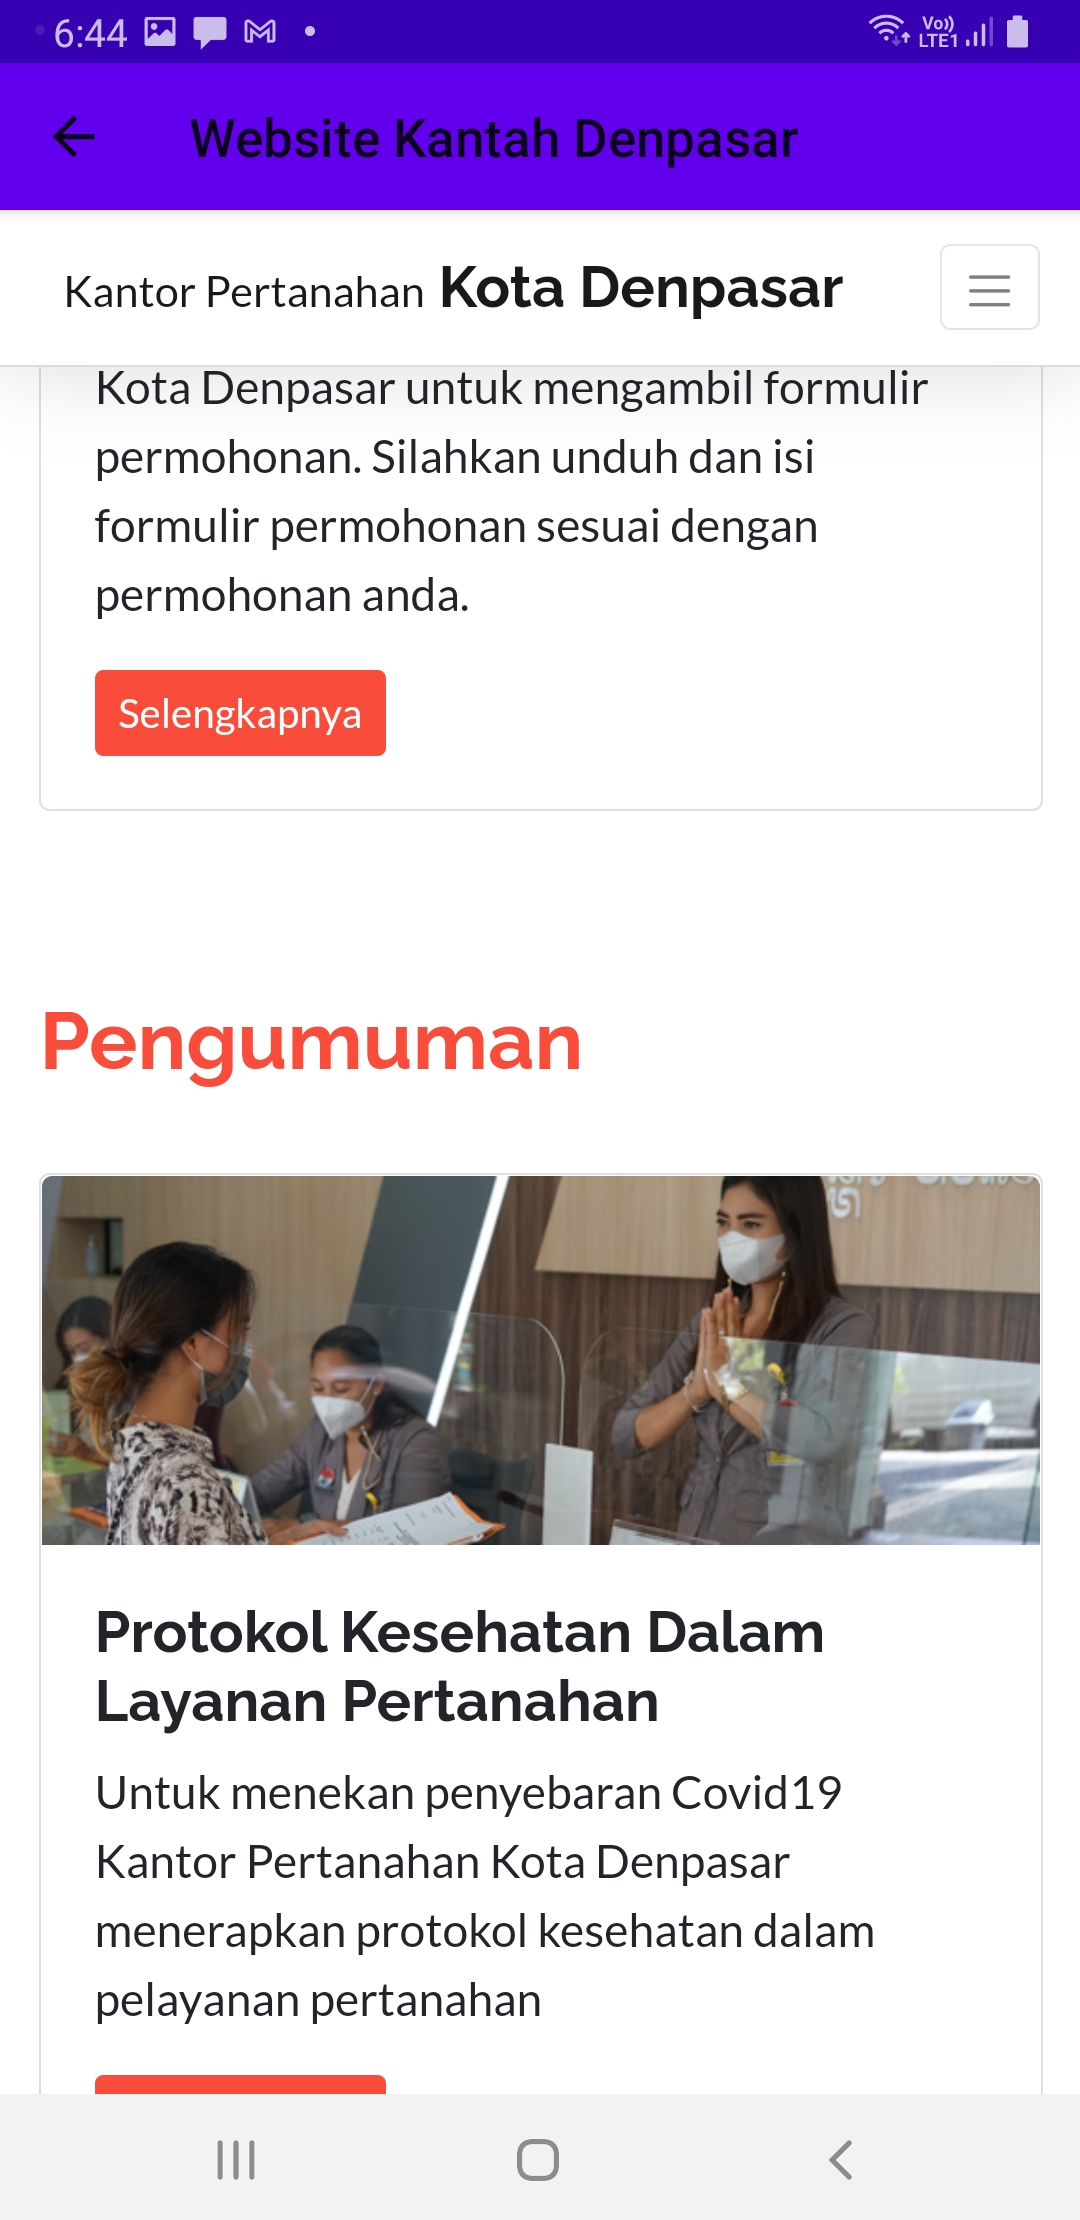 6:44
Vo))
LTE1
Website Kantah Denpasar
Kantor Pertanahan Kota Denpasar
Kota Denpasar untuk mengambil formulir
permohonan. Silahkan unduh dan isi
formulir permohonan sesuai dengan
permohonan anda.
Selengkapnya
Pengumuman
Protokol Kesehatan Dalam
Layanan Pertanahan
Untuk menekan penyebaran Covid19
Kantor Pertanahan Kota Denpasar
menerapkan protokol kesehatan dalam
pelayanan pertanahan